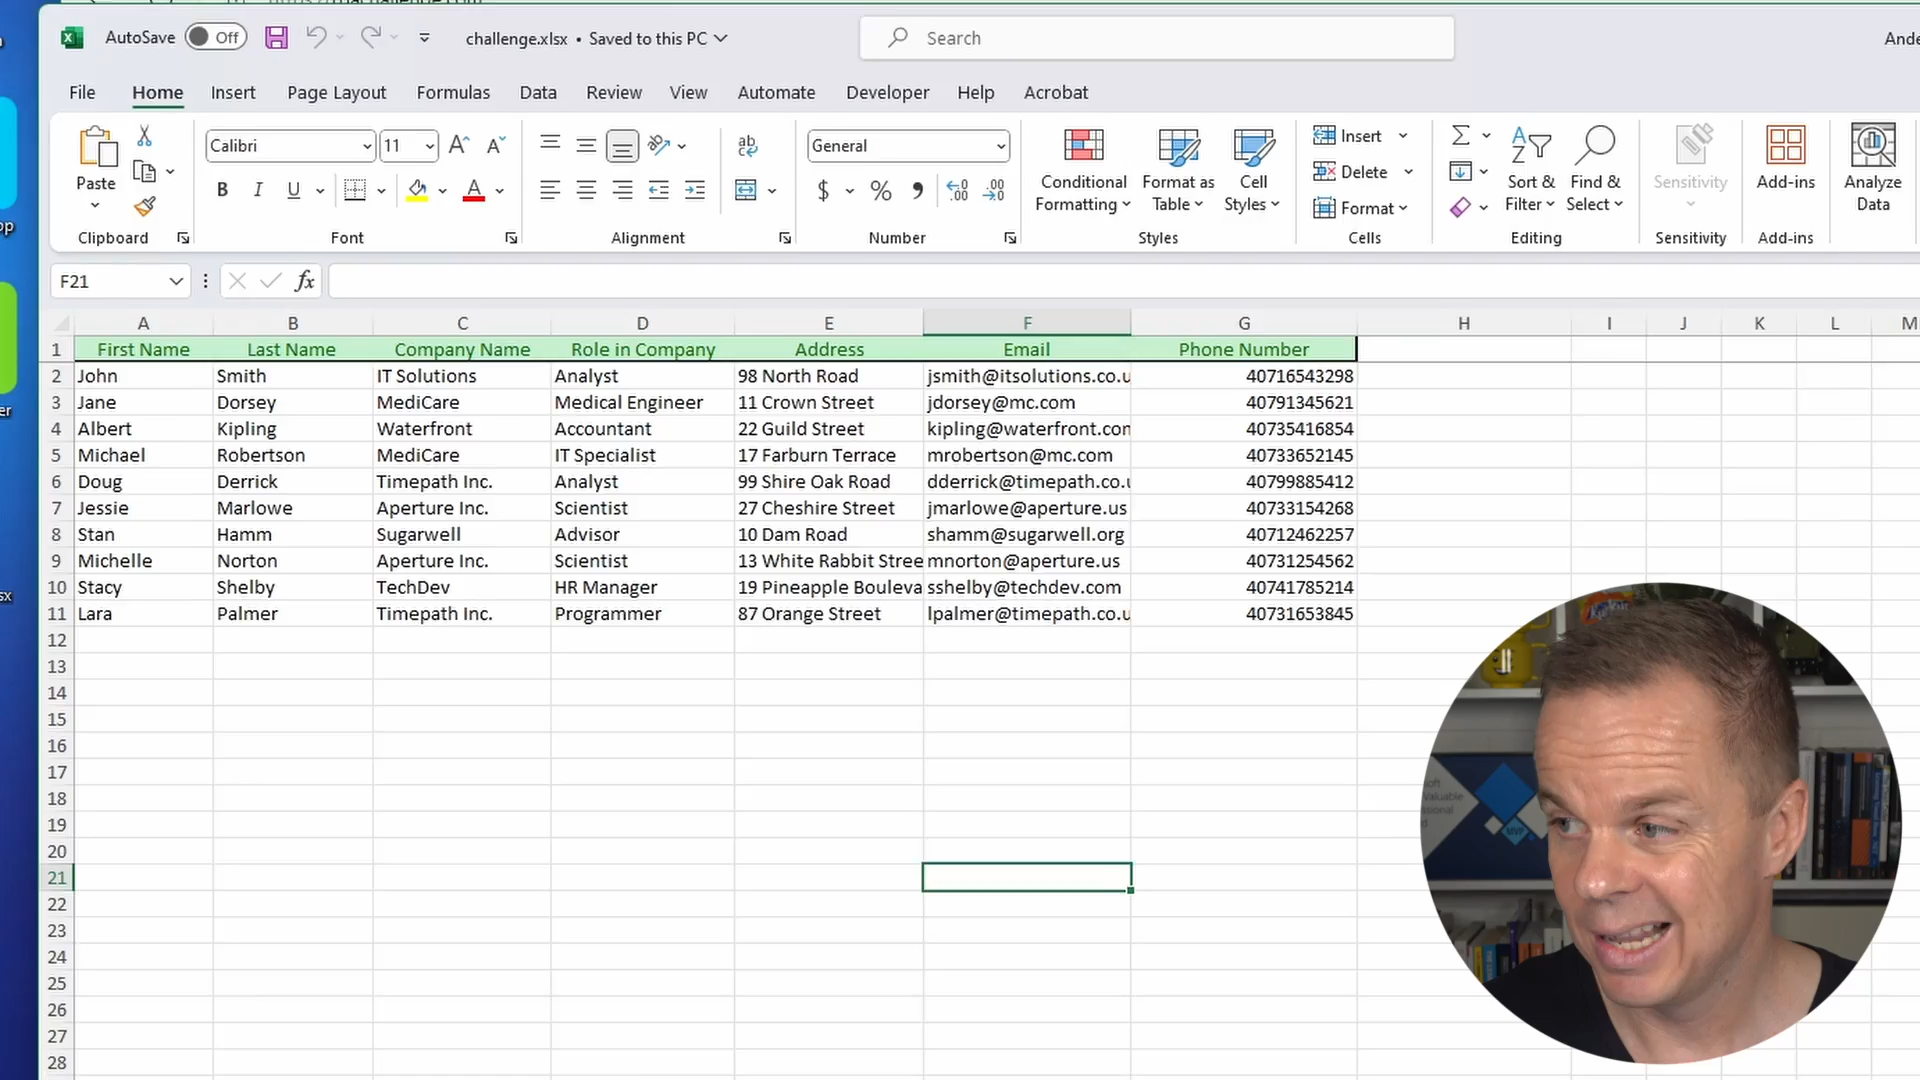 AutoSave Off challenge.xlsx • Saved to this PC Search
File Home Insert Page Layout Formulas Data Review View Automate Developer Help Acrobat
Calibri 11 General Insert
Paste Conditional Formatting Format as Table Cell Styles Delete Sort & Filter Find & Select Sensitivity Add-ins Analyze Data
Format
Clipboard Font Alignment Number Styles Cells Editing Sensitivity Add-ins
F21 fx
A B C D E F G H I J K L M
1 First Name Last Name Company Name Role in Company Address Email Phone Number
2 John Smith IT Solutions Analyst 98 North Road jsmith@itsolutions.co.u 40716543298
3 Jane Dorsey MediCare Medical Engineer 11 Crown Street jdorsey@mc.com 40791345621
4 Albert Kipling Waterfront Accountant 22 Guild Street kipling@waterfront.con 40735416854
5 Michael Robertson MediCare IT Specialist 17 Farburn Terrace mrobertson@mc.com 40733652145
6 Doug Derrick Timepath Inc. Analyst 99 Shire Oak Road dderrick@timepath.co.u 40799885412
7 Jessie Marlowe Aperture Inc. Scientist 27 Cheshire Street jmarlowe@aperture.us 40733154268
8 Stan Hamm Sugarwell Advisor 10 Dam Road shamm@sugarwell.org 40712462257
9 Michelle Norton Aperture Inc. Scientist 13 White Rabbit Stree mnorton@aperture.us 40731254562
10 Stacy Shelby TechDev HR Manager 19 Pineapple Bouleva sshelby@techdev.com 40741785214
11 Lara Palmer Timepath Inc. Programmer 87 Orange Street lpalmer@timepath.co.u 40731653845
12
13
14
15
16
17
18
19
20
21
22
23
24
25
26
27
28
MVP